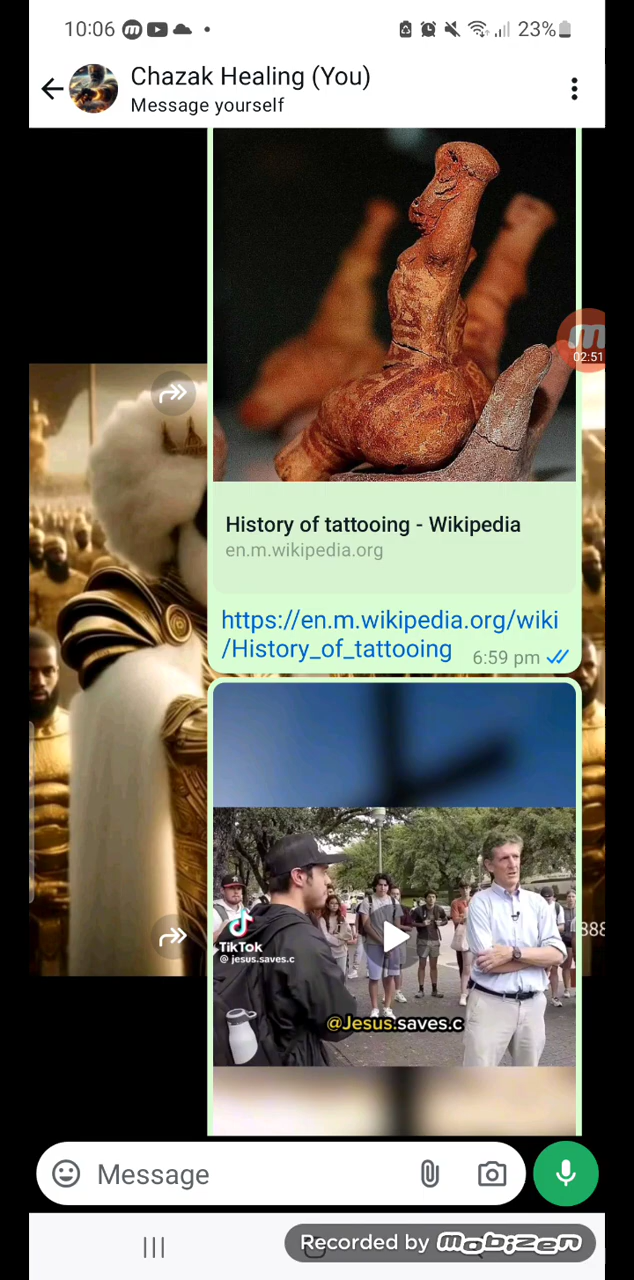 10:06
23%
Chazak Healing (You)
Message yourself
02:51
History of tattooing - Wikipedia
en.m.wikipedia.org
https://en.m.wikipedia.org/wiki
/History_of_tattooing
6:59 pm
TikTok
@ jesus.saves.c
@Jesus.saves.c
Message
Recorded by mobizen